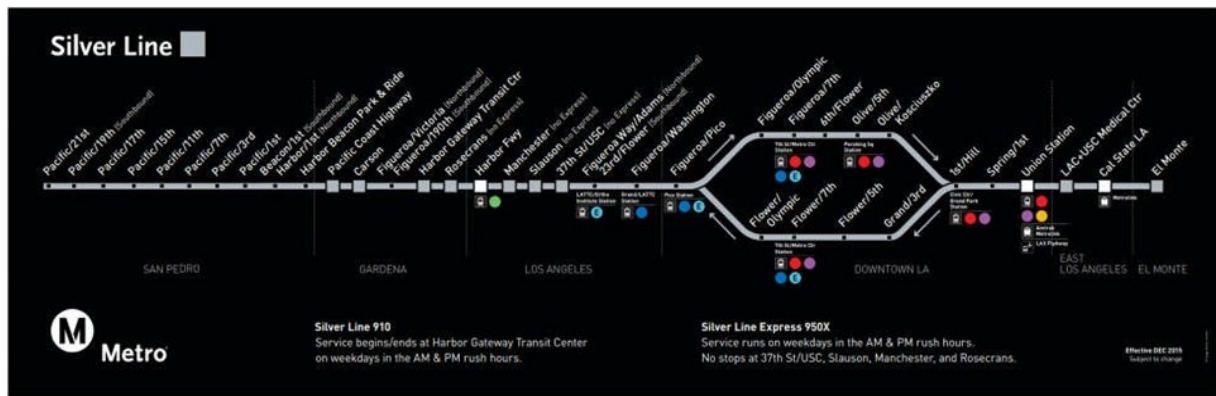 Silver Line
Pacific/21st
Pacific/19th (Southbound)
Pacific/17th
Pacific/15th
Pacific/11th
Pacific/7th
Pacific/3rd
Pacific/1st
Beacon/1st (Southbound)
Harbor/1st (Northbound)
Harbor Beacon Park & Ride
Pacific Coast Highway
Carson
Figueroa/Victoria (Northbound)
Figueroa/190th (Southbound)
Harbor Gateway Transit Ctr
Rosecrans (no Express)
Harbor Fwy
Manchester (no Express)
Slauson (no Express)
37th St/USC (no Express)
Figueroa Way/Adams (Northbound)
23rd/Flower (Southbound)
Figueroa/Washington
Figueroa/Pico
Figueroa/Olympic
Figueroa/7th
6th/Flower
Olive/5th
Olive/
Kosciuszko
1st/Hill
Spring/1st
Union Station
LAC+USC Medical Ctr
Cal State LA
El Monte
LATTC/Ortho
Institute Station
E
Grand/LATTC
Station
Pico Station
E
7th St/Metro Ctr
Station
E
Pershing Sq
Station
Flower/
Olympic
Flower/7th
Flower/5th
Grand/3rd
7th St/Metro Ctr
Station
E
Civic Ctr/
Grand Park
Station
Amtrak
Metrolink
LAX FlyAway
Metrolink
SAN PEDRO
GARDENA
LOS ANGELES
DOWNTOWN LA
EAST
LOS ANGELES
EL MONTE
M
Metro
Silver Line 910
Service begins/ends at Harbor Gateway Transit Center
on weekdays in the AM & PM rush hours.
Silver Line Express 950X
Service runs on weekdays in the AM & PM rush hours.
No stops at 37th St/USC, Slauson, Manchester, and Rosecrans.
Effective DEC 2015
Subject to change